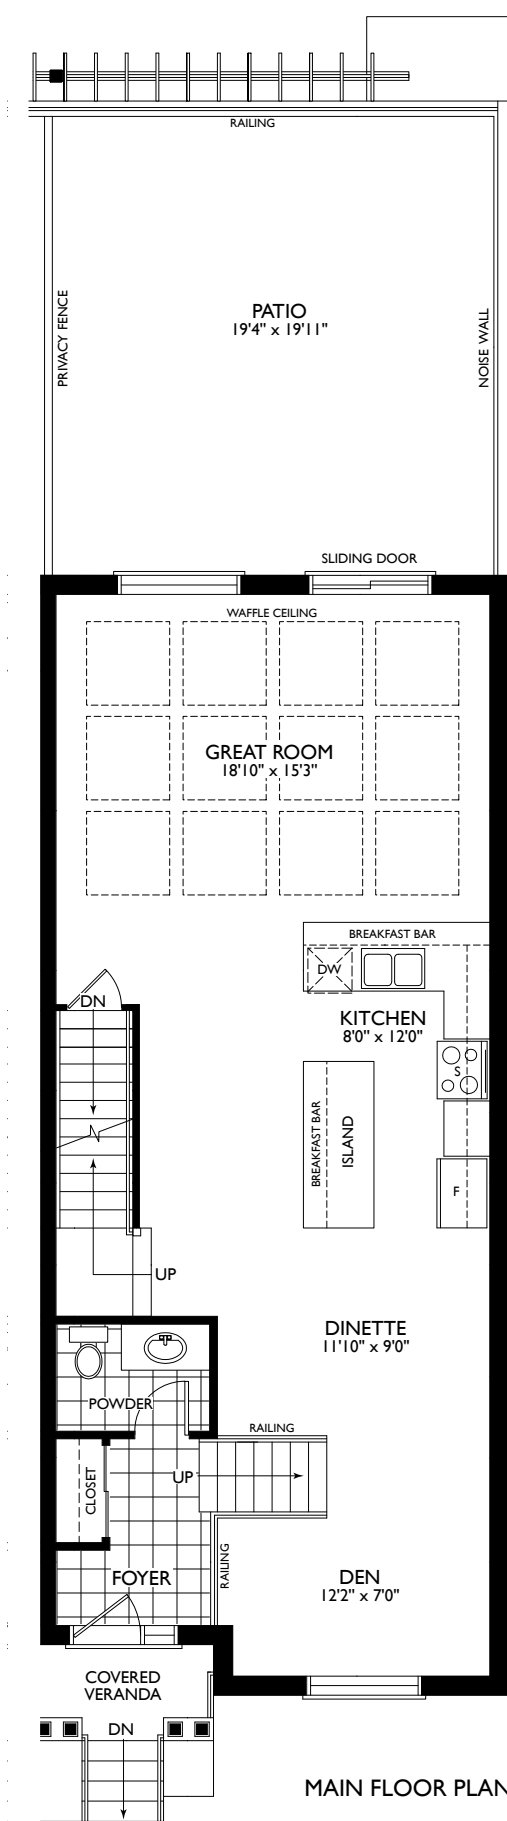 RAILING
PRIVACY FENCE
PATIO
19'4" x 19'11"
NOISE WALL
SLIDING DOOR
WAFFLE CEILING
GREAT ROOM
18'10" x 15'3"
BREAKFAST BAR
DW
DN
KITCHEN
8'0" x 12'0"
S
BREAKFAST BAR
ISLAND
F
UP
DINETTE
11'10" x 9'0"
POWDER
RAILING
UP
CLOSET
RAILING
FOYER
DEN
12'2" x 7'0"
COVERED
VERANDA
DN
MAIN FLOOR PLAN